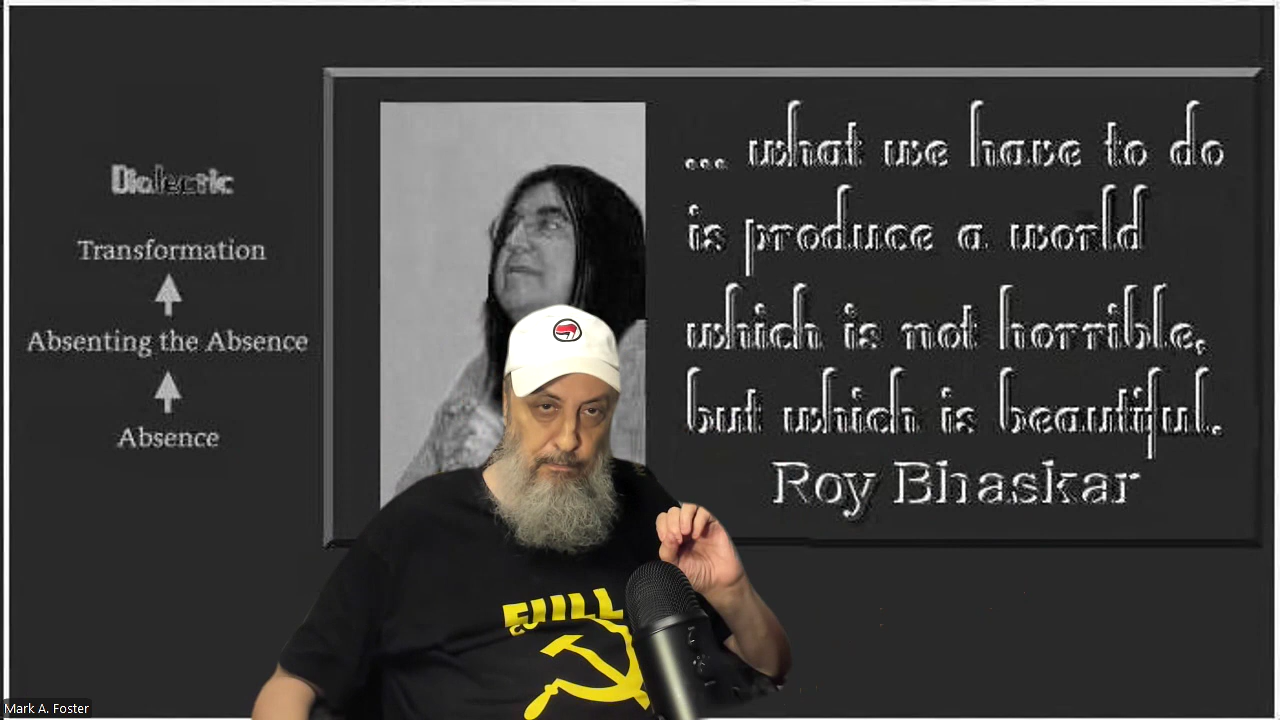 Dialectic
Transformation
Absenting the Absence
Absence
... what we have to do
is produce a world
which is not horrible,
but which is beautiful.
Roy Bhaskar
FULL
Mark A. Foster